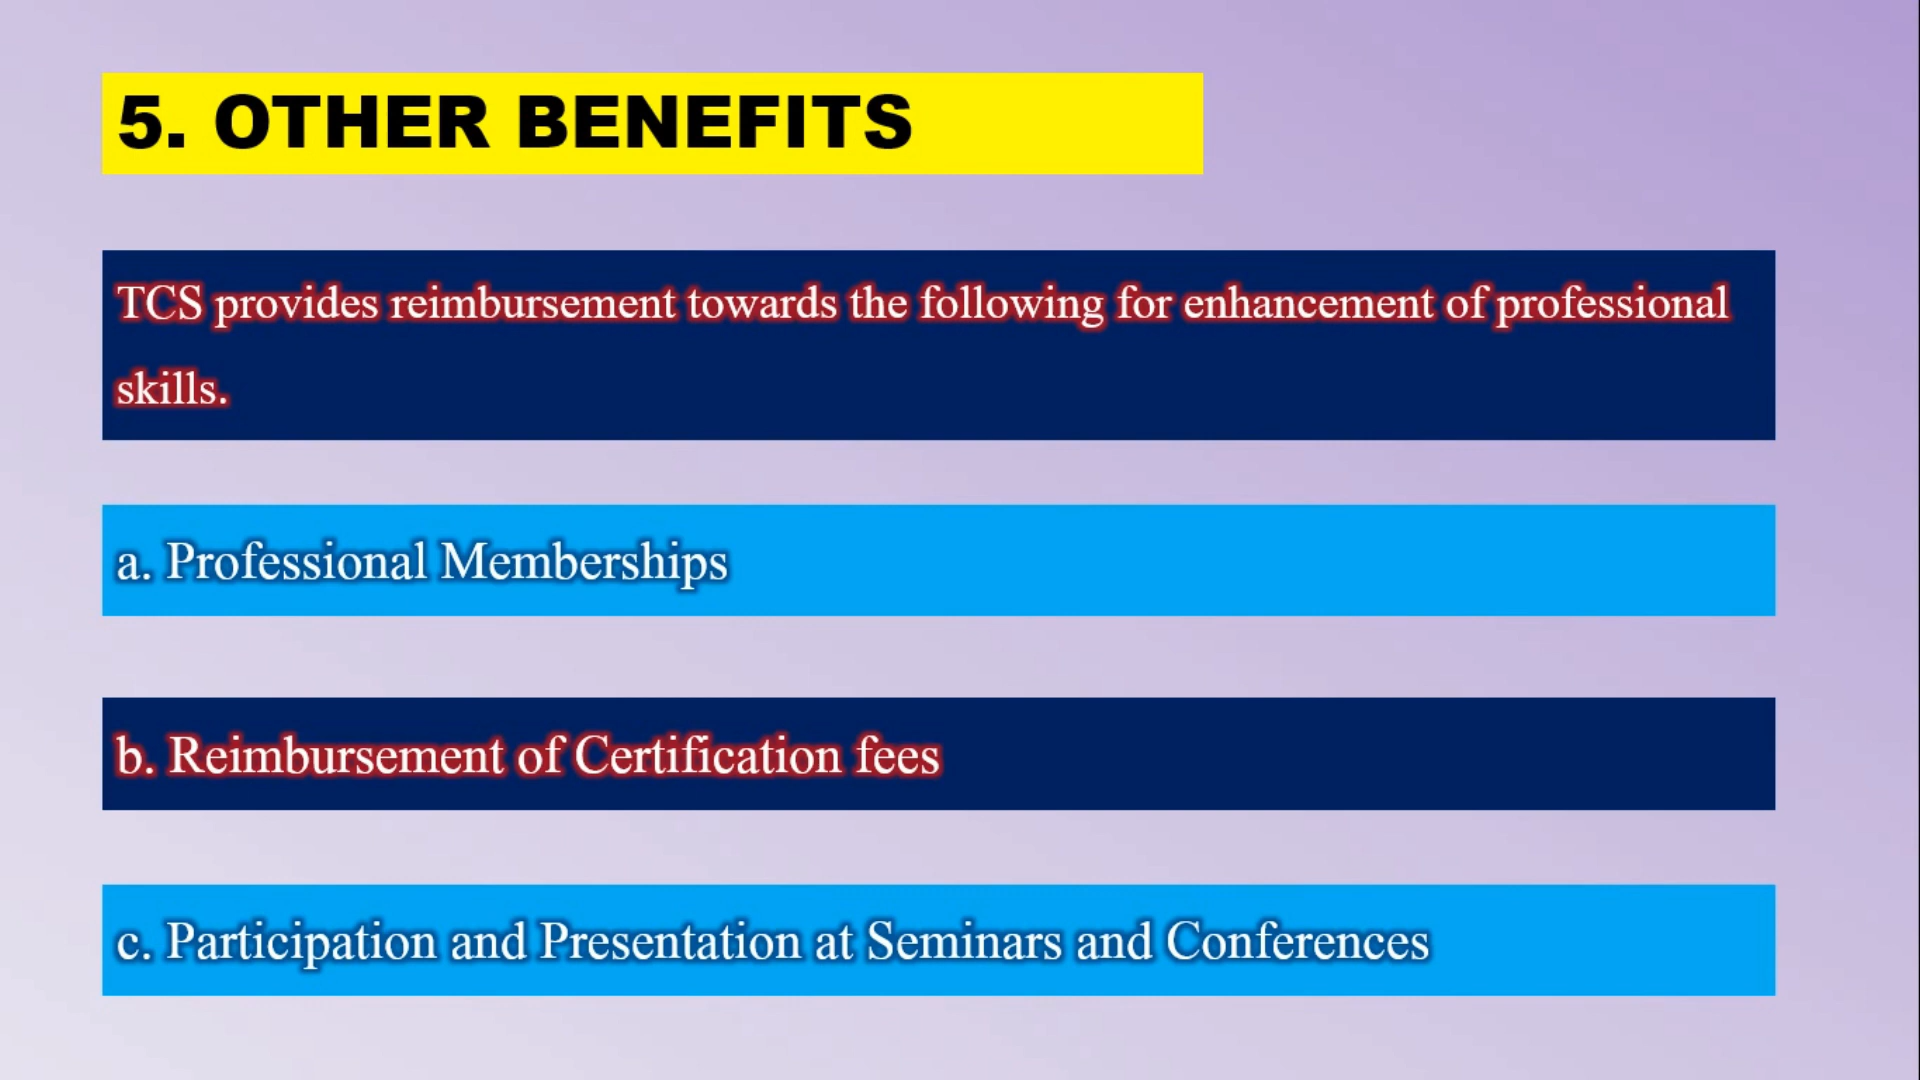 5. OTHER BENEFITS
TCS provides reimbursement towards the following for enhancement of professional
skills.
a. Professional Memberships
b. Reimbursement of Certification fees
c. Participation and Presentation at Seminars and Conferences